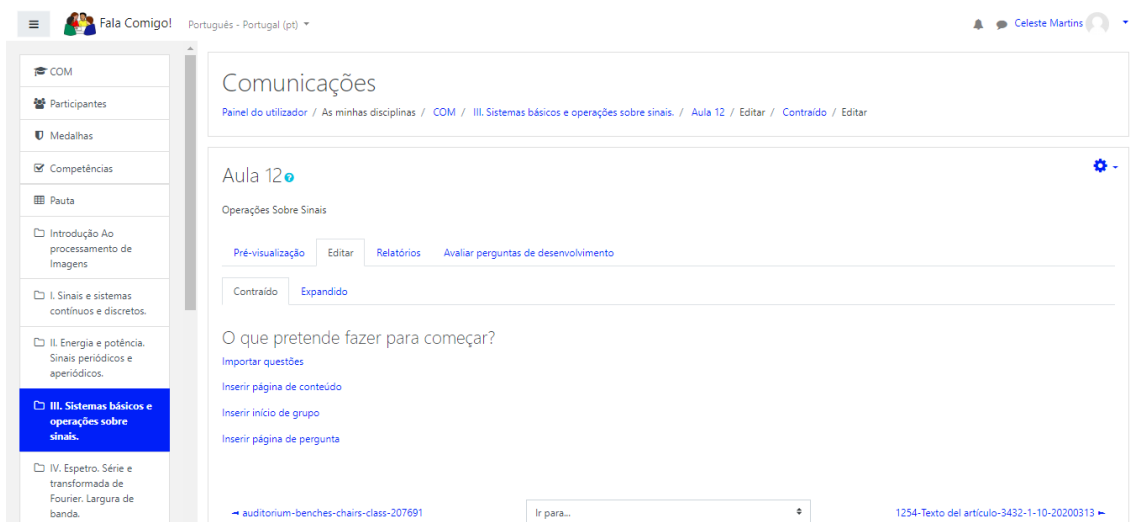 Fala Comigo! Português - Portugal (pt)
Celeste Martins
COM
Participantes
Medalhas
Competências
Pauta
Introdução Ao
processamento de
Imagens
I. Sinais e sistemas
contínuos e discretos.
II. Energia e potência.
Sinais periódicos e
aperiódicos.
III. Sistemas básicos e
operações sobre
sinais.
IV. Espetro. Série e
transformada de
Fourier. Largura de
banda.
Comunicações
Painel do utilizador / As minhas disciplinas / COM / III. Sistemas básicos e operações sobre sinais. / Aula 12 / Editar / Contraído / Editar
Aula 12
Operações Sobre Sinais
Pré-visualização Editar Relatórios Avaliar perguntas de desenvolvimento
Contraído Expandido
O que pretende fazer para começar?
Importar questões
Inserir página de conteúdo
Inserir início de grupo
Inserir página de pergunta
◄ auditorium-benches-chairs-class-207691
Ir para...
1254-Texto del artículo-3432-1-10-20200313 ►